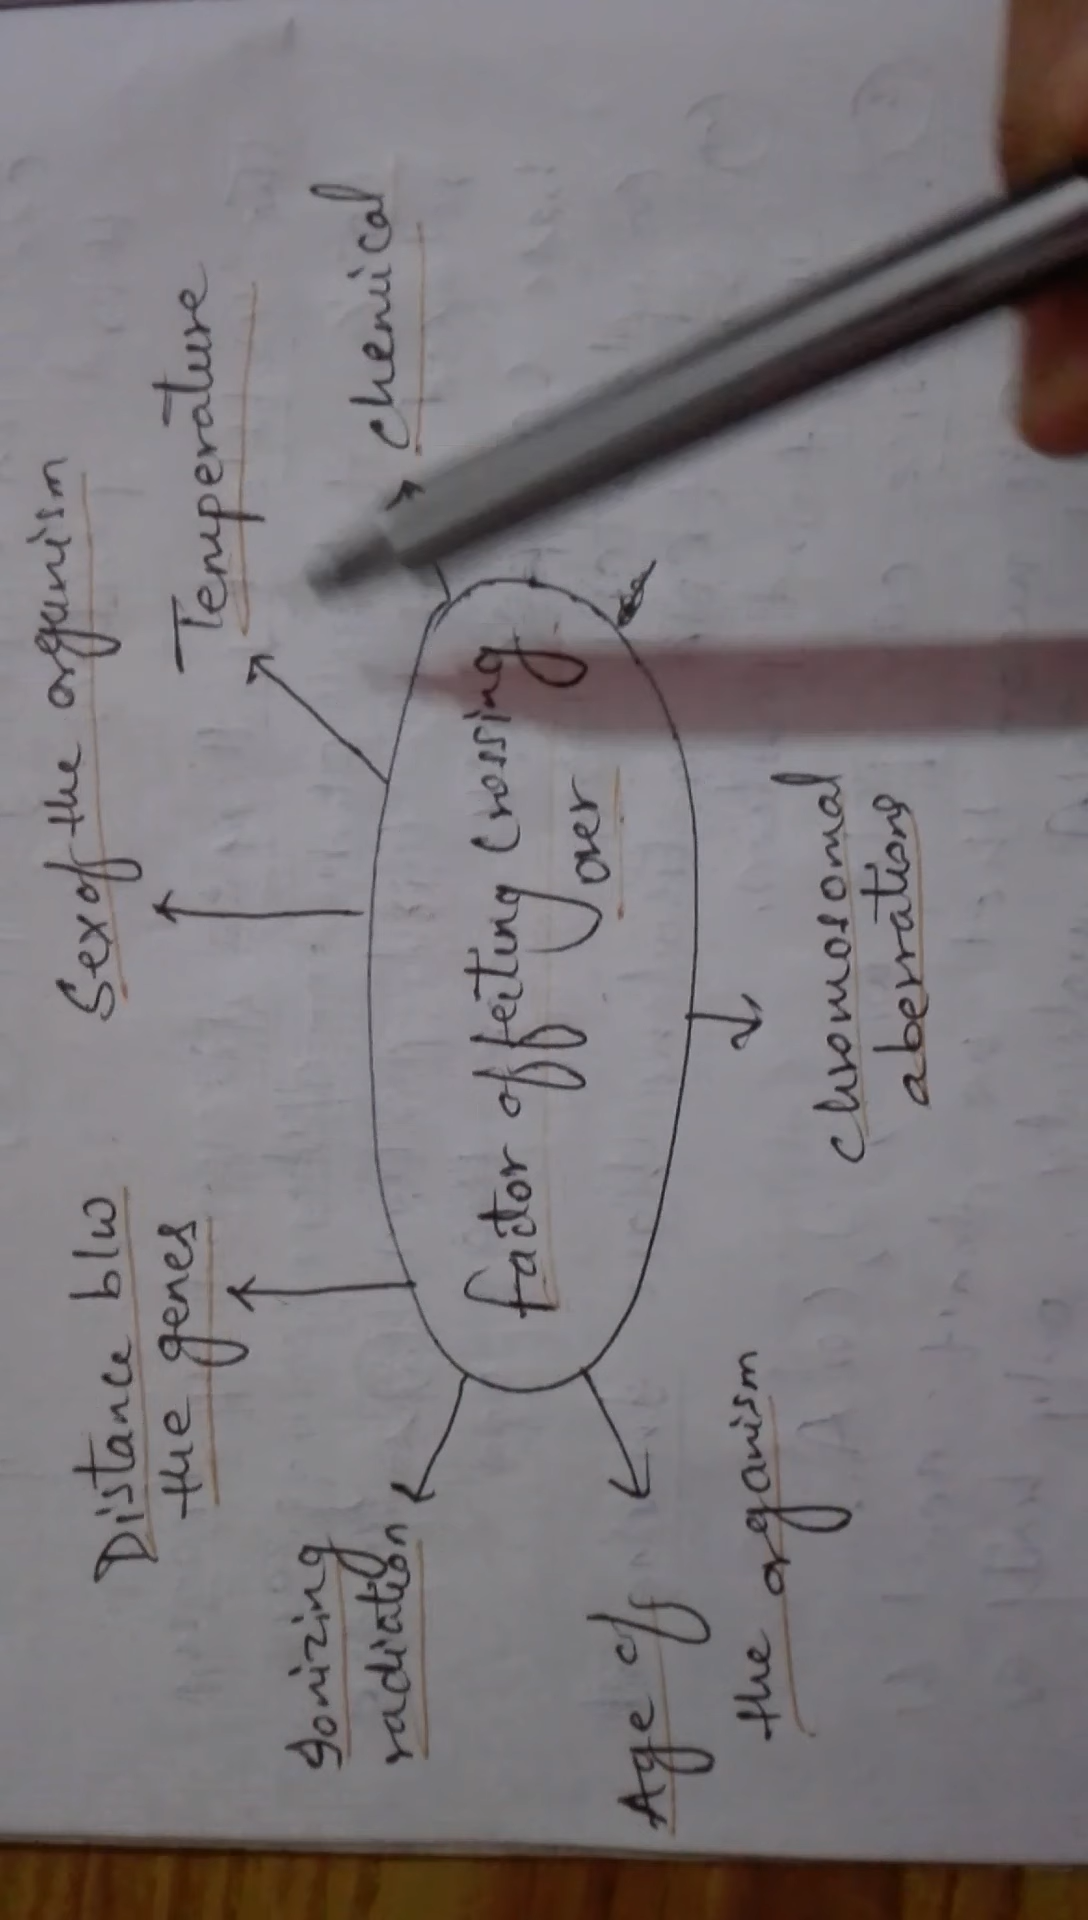 Distance b/w
the genes
Sex of the organism
Temperature
chemical
Ionizing
radiation
factor affecting Crossing
over
Age of
the organism
chromosomal
aberrations